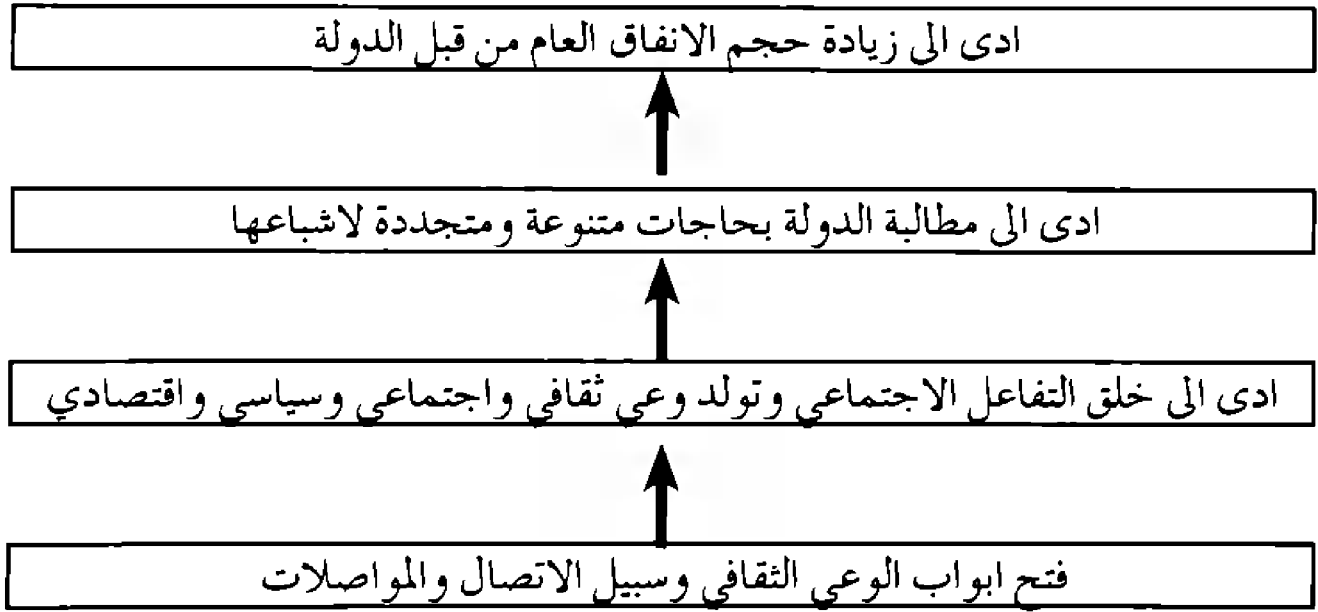 ادى الى زيادة حجم الانفاق العام من قبل الدولة
ادى الى مطالبة الدولة بحاجات متنوعة ومتجددة لاشباعها
ادى الى خلق التفاعل الاجتماعي وتولد وعي ثقافي واجتماعي وسياسي واقتصادي
فتح ابواب الوعي الثقافي وسبيل الاتصال والمواصلات